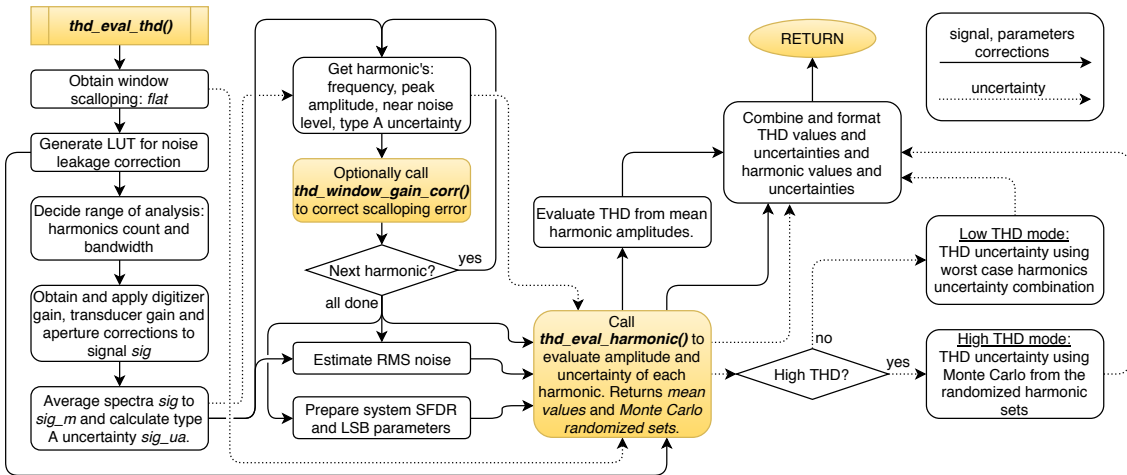 thd_eval_thd()
Obtain window
scalloping: flat
Generate LUT for noise
leakage correction
Decide range of analysis:
harmonics count and
bandwidth
Obtain and apply digitizer
gain, transducer gain and
aperture corrections to
signal sig
Average spectra sig to
sig_m and calculate type
A uncertainty sig_ua.
Get harmonic's:
frequency, peak
amplitude, near noise
level, type A uncertainty
Optionally call
thd_window_gain_corr()
to correct scalloping error
Next harmonic?
yes
all done
Estimate RMS noise
Prepare system SFDR
and LSB parameters
Evaluate THD from mean
harmonic amplitudes.
Call
thd_eval_harmonic() to
evaluate amplitude and
uncertainty of each
harmonic. Returns mean
values and Monte Carlo
randomized sets.
RETURN
Combine and format
THD values and
uncertainties and
harmonic values and
uncertainties
High THD?
no
yes
signal, parameters
corrections
uncertainty
Low THD mode:
THD uncertainty using
worst case harmonics
uncertainty combination
High THD mode:
THD uncertainty using
Monte Carlo from the
randomized harmonic
sets